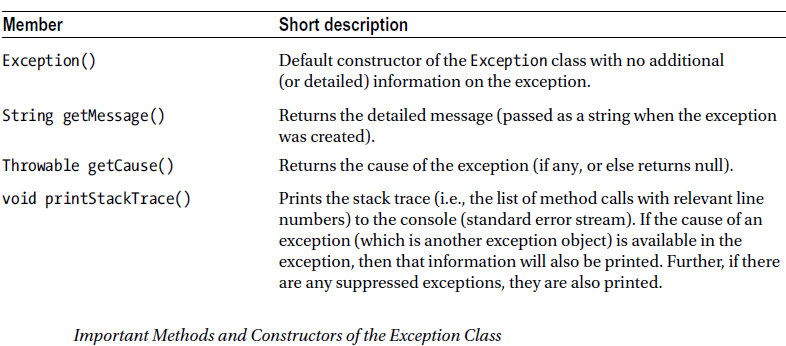 Member Short description
Exception() Default constructor of the Exception class with no additional
(or detailed) information on the exception.
String getMessage() Returns the detailed message (passed as a string when the exception
was created).
Throwable getCause() Returns the cause of the exception (if any, or else returns null).
void printStackTrace() Prints the stack trace (i.e., the list of method calls with relevant line
numbers) to the console (standard error stream). If the cause of an
exception (which is another exception object) is available in the
exception, then that information will also be printed. Further, if there
are any suppressed exceptions, they are also printed.
Important Methods and Constructors of the Exception Class